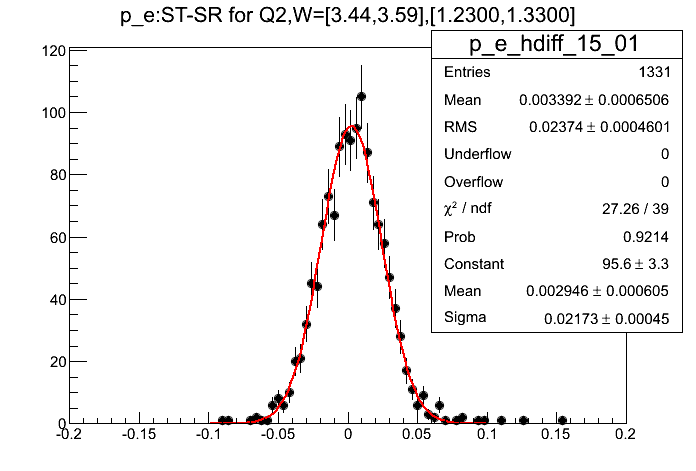 p_e:ST-SR for Q2,W=[3.44,3.59],[1.2300,1.3300]
p_e_hdiff_15_01
Entries 1331
Mean 0.003392 ± 0.0006506
RMS 0.02374 ± 0.0004601
Underflow 0
Overflow 0
χ² / ndf 27.26 / 39
Prob 0.9214
Constant 95.6 ± 3.3
Mean 0.002946 ± 0.000605
Sigma 0.02173 ± 0.00045
120
100
80
60
40
20
0
-0.2 -0.15 -0.1 -0.05 0 0.05 0.1 0.15 0.2